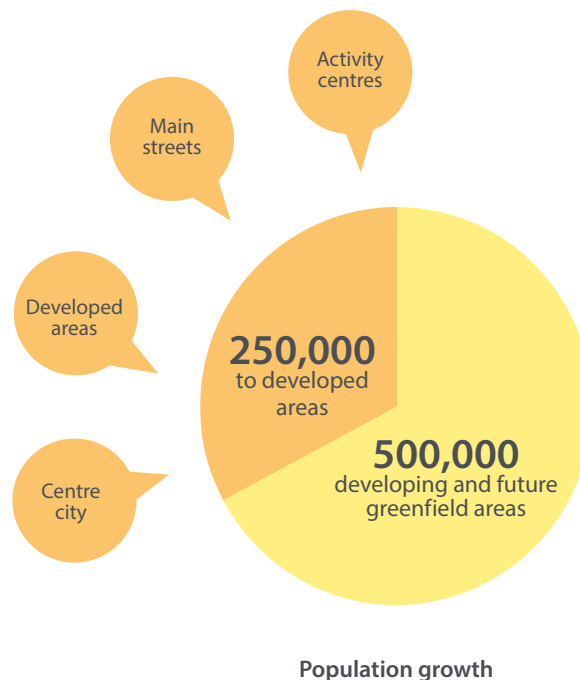 Activity
centres
Main
streets
Developed
areas
250,000
to developed
areas
500,000
developing and future
greenfield areas
Centre
city
Population growth